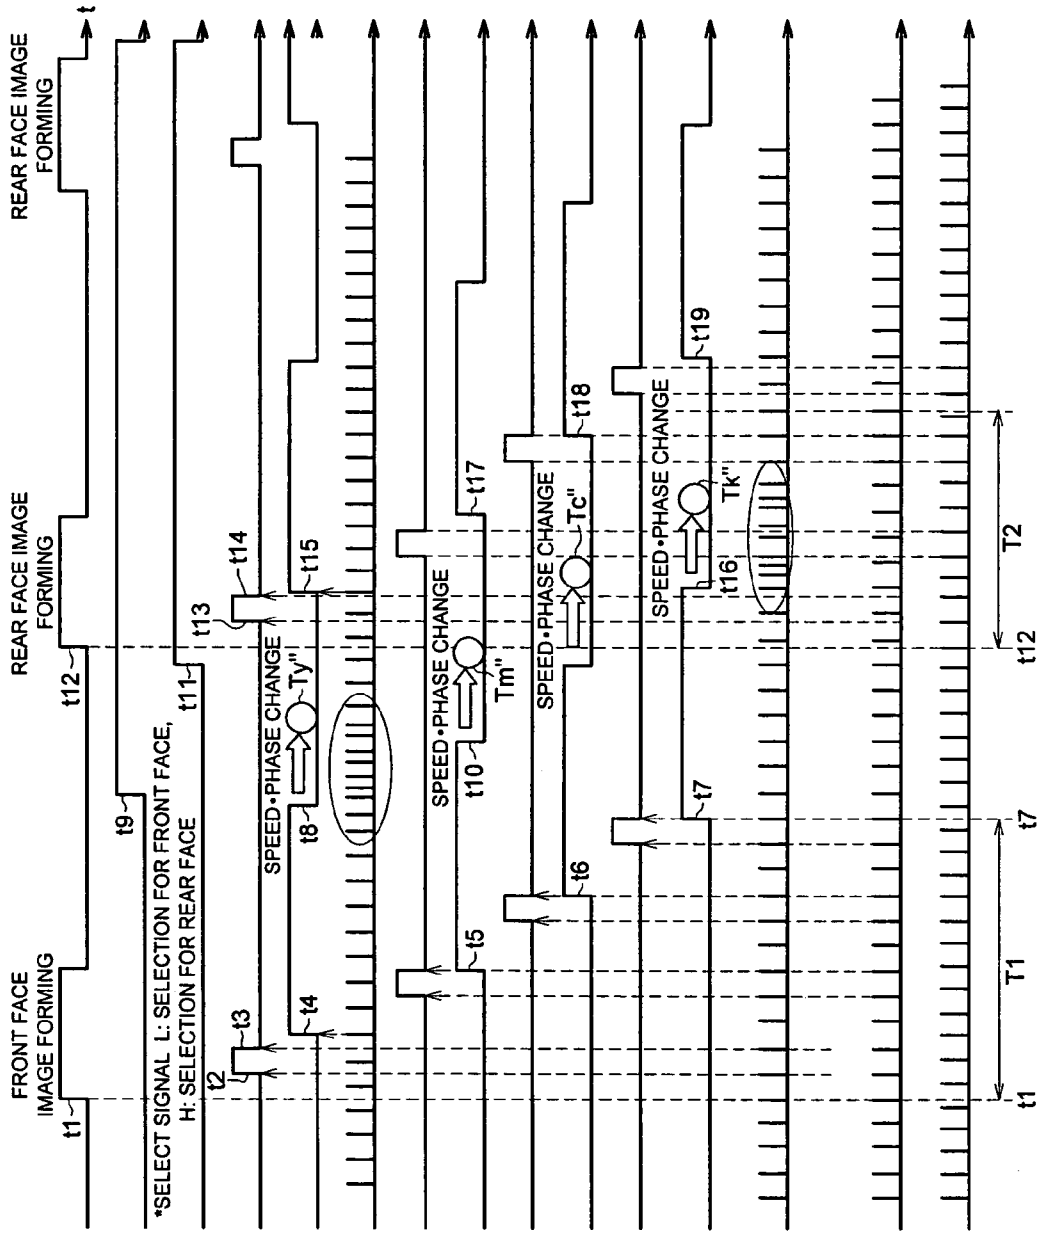 FRONT FACE
IMAGE FORMING
REAR FACE IMAGE
FORMING
REAR FACE IMAGE
FORMING
t1
t12
t
t9
*SELECT SIGNAL L: SELECTION FOR FRONT FACE,
H: SELECTION FOR REAR FACE
t11
t2
t3
t13
t14
SPEED•PHASE CHANGE
t4
t8
Ty"
t15
SPEED•PHASE CHANGE
t5
t10
Tm"
t17
SPEED•PHASE CHANGE
t6
Tc"
t18
SPEED•PHASE CHANGE
t7
t16
Tk"
t19
T1
T2
t1
t7
t12